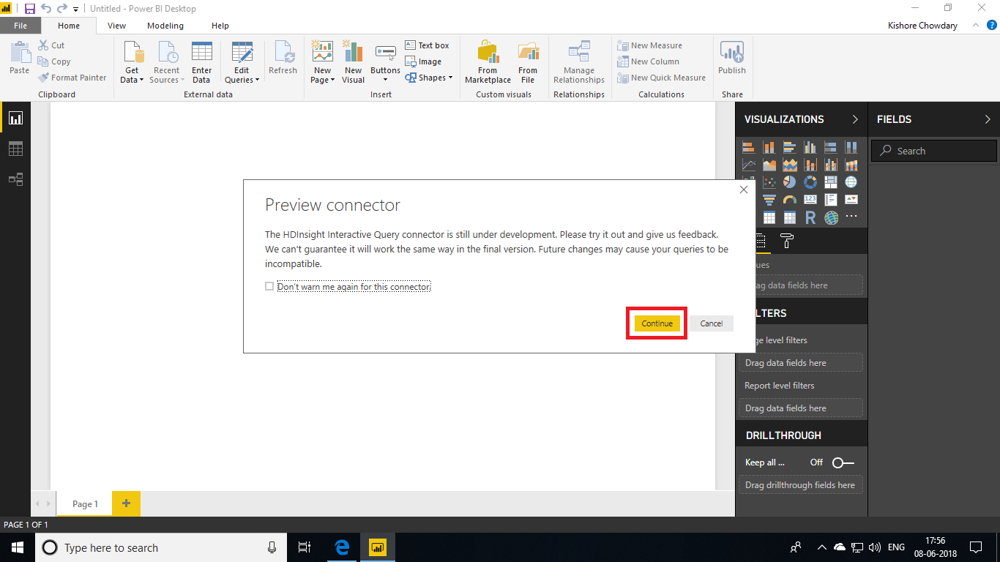 Untitled - Power BI Desktop
File
Home
View
Modeling
Help
Kishore Chowdary
?
Paste
Cut
Copy
Format Painter
Clipboard
Get
Data
Recent
Sources
Enter
Data
Edit
Queries
External data
Refresh
New
Page
New
Visual
Buttons
Text box
Image
Shapes
Insert
From
Marketplace
From
File
Custom visuals
Manage
Relationships
Relationships
New Measure
New Column
New Quick Measure
Calculations
Publish
Share
VISUALIZATIONS
FIELDS
Search
123
R
Preview connector
The HDInsight Interactive Query connector is still under development. Please try it out and give us feedback.
We can't guarantee it will work the same way in the final version. Future changes may cause your queries to be
incompatible.
Don't warn me again for this connector
Continue
Cancel
ues
ag data fields here
LTERS
ge level filters
Drag data fields here
Report level filters
Drag data fields here
DRILLTHROUGH
Keep all ...
Off
Drag drillthrough fields here
Page 1
+
PAGE 1 OF 1
Type here to search
ENG
17:56
08-06-2018